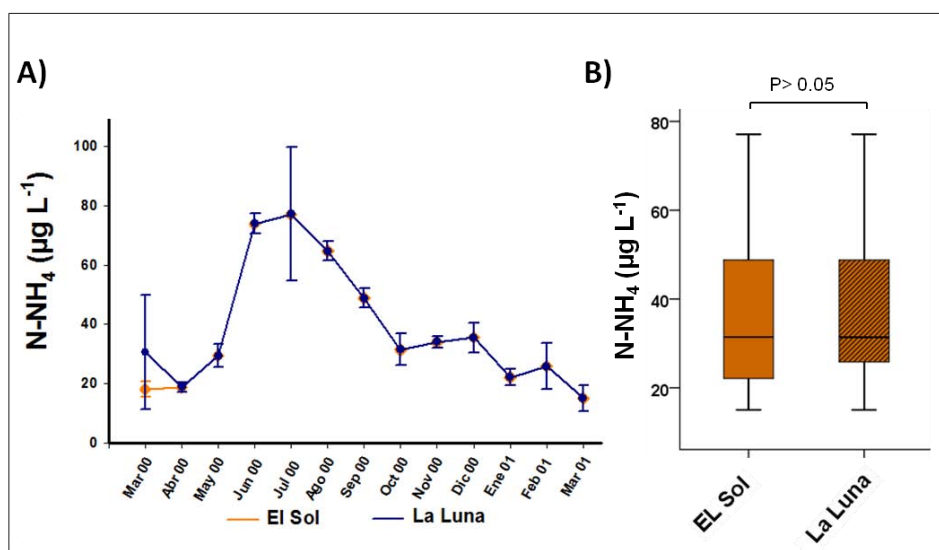 A)
N-NH4 (µg L-1)
100
80
60
40
20
0
Mar 00
Abr 00
May 00
Jun 00
Jul 00
Ago 00
Sep 00
Oct 00
Nov 00
Dic 00
Ene 01
Feb 01
Mar 01
El Sol
La Luna
B)
P> 0.05
N-NH4 (µg L-1)
80
60
40
20
EL Sol
La Luna